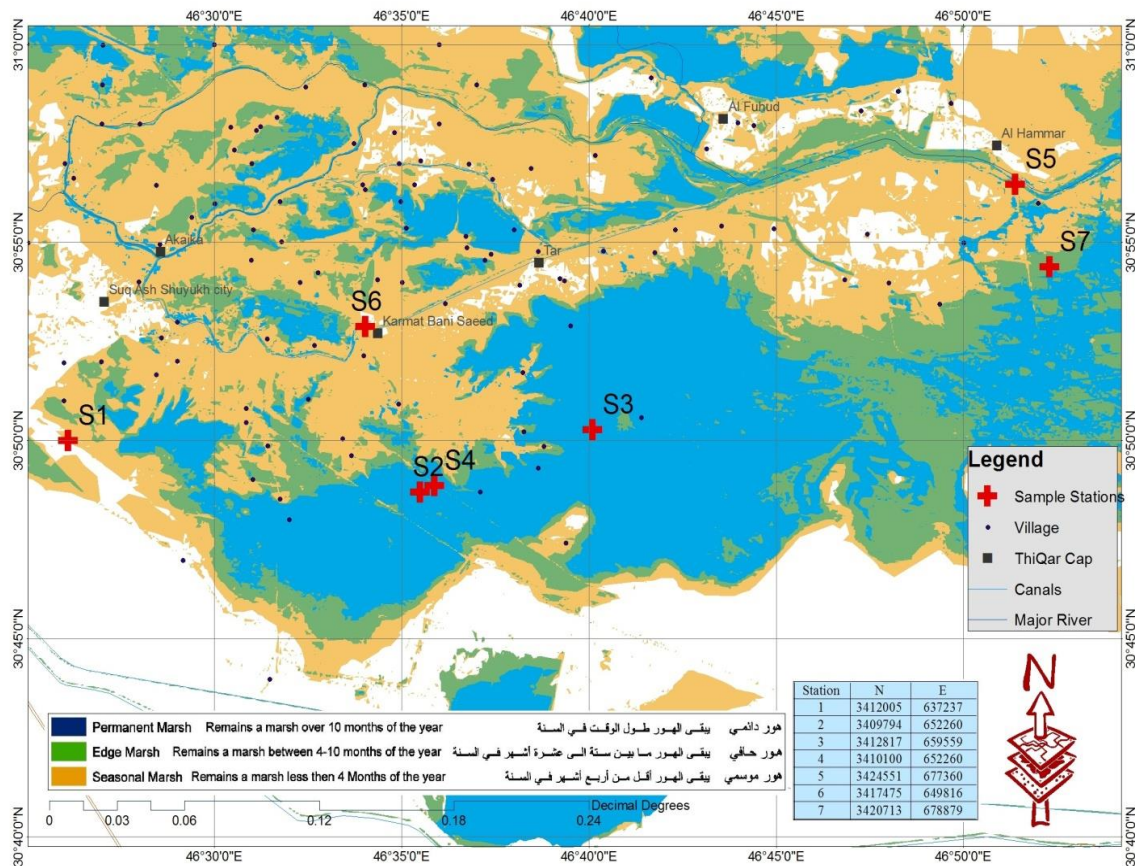 46°30'0"E 46°35'0"E 46°40'0"E 46°45'0"E 46°50'0"E
31°0'0"N 31°0'0"N
Al Fuhud
Al Hammar
S5
30°55'0"N 30°55'0"N
Akaika
Tar
S7
Suq Ash Shuyukh city
S6
Karmat Bani Saeed
S1
S3
30°50'0"N 30°50'0"N
S2 S4
Legend
Sample Stations
Village
ThiQar Cap
Canals
Major River
30°45'0"N 30°45'0"N
N
Station N E
1 3412005 637237
2 3409794 652260
3 3412817 659559
4 3410100 652260
5 3424551 677360
6 3417475 649816
7 3420713 678879
Permanent Marsh Remains a marsh over 10 months of the year هور دائمي يبقى الهور طول الوقت في السنة
Edge Marsh Remains a marsh between 4-10 months of the year هور حافي يبقى الهور ما بين ستة الى عشرة أشهر في السنة
Seasonal Marsh Remains a marsh less then 4 Months of the year هور موسمي يبقى الهور أقل من أربع أشهر في السنة
Decimal Degrees
0 0.03 0.06 0.12 0.18 0.24
30°40'0"N 30°40'0"N
46°30'0"E 46°35'0"E 46°40'0"E 46°45'0"E 46°50'0"E